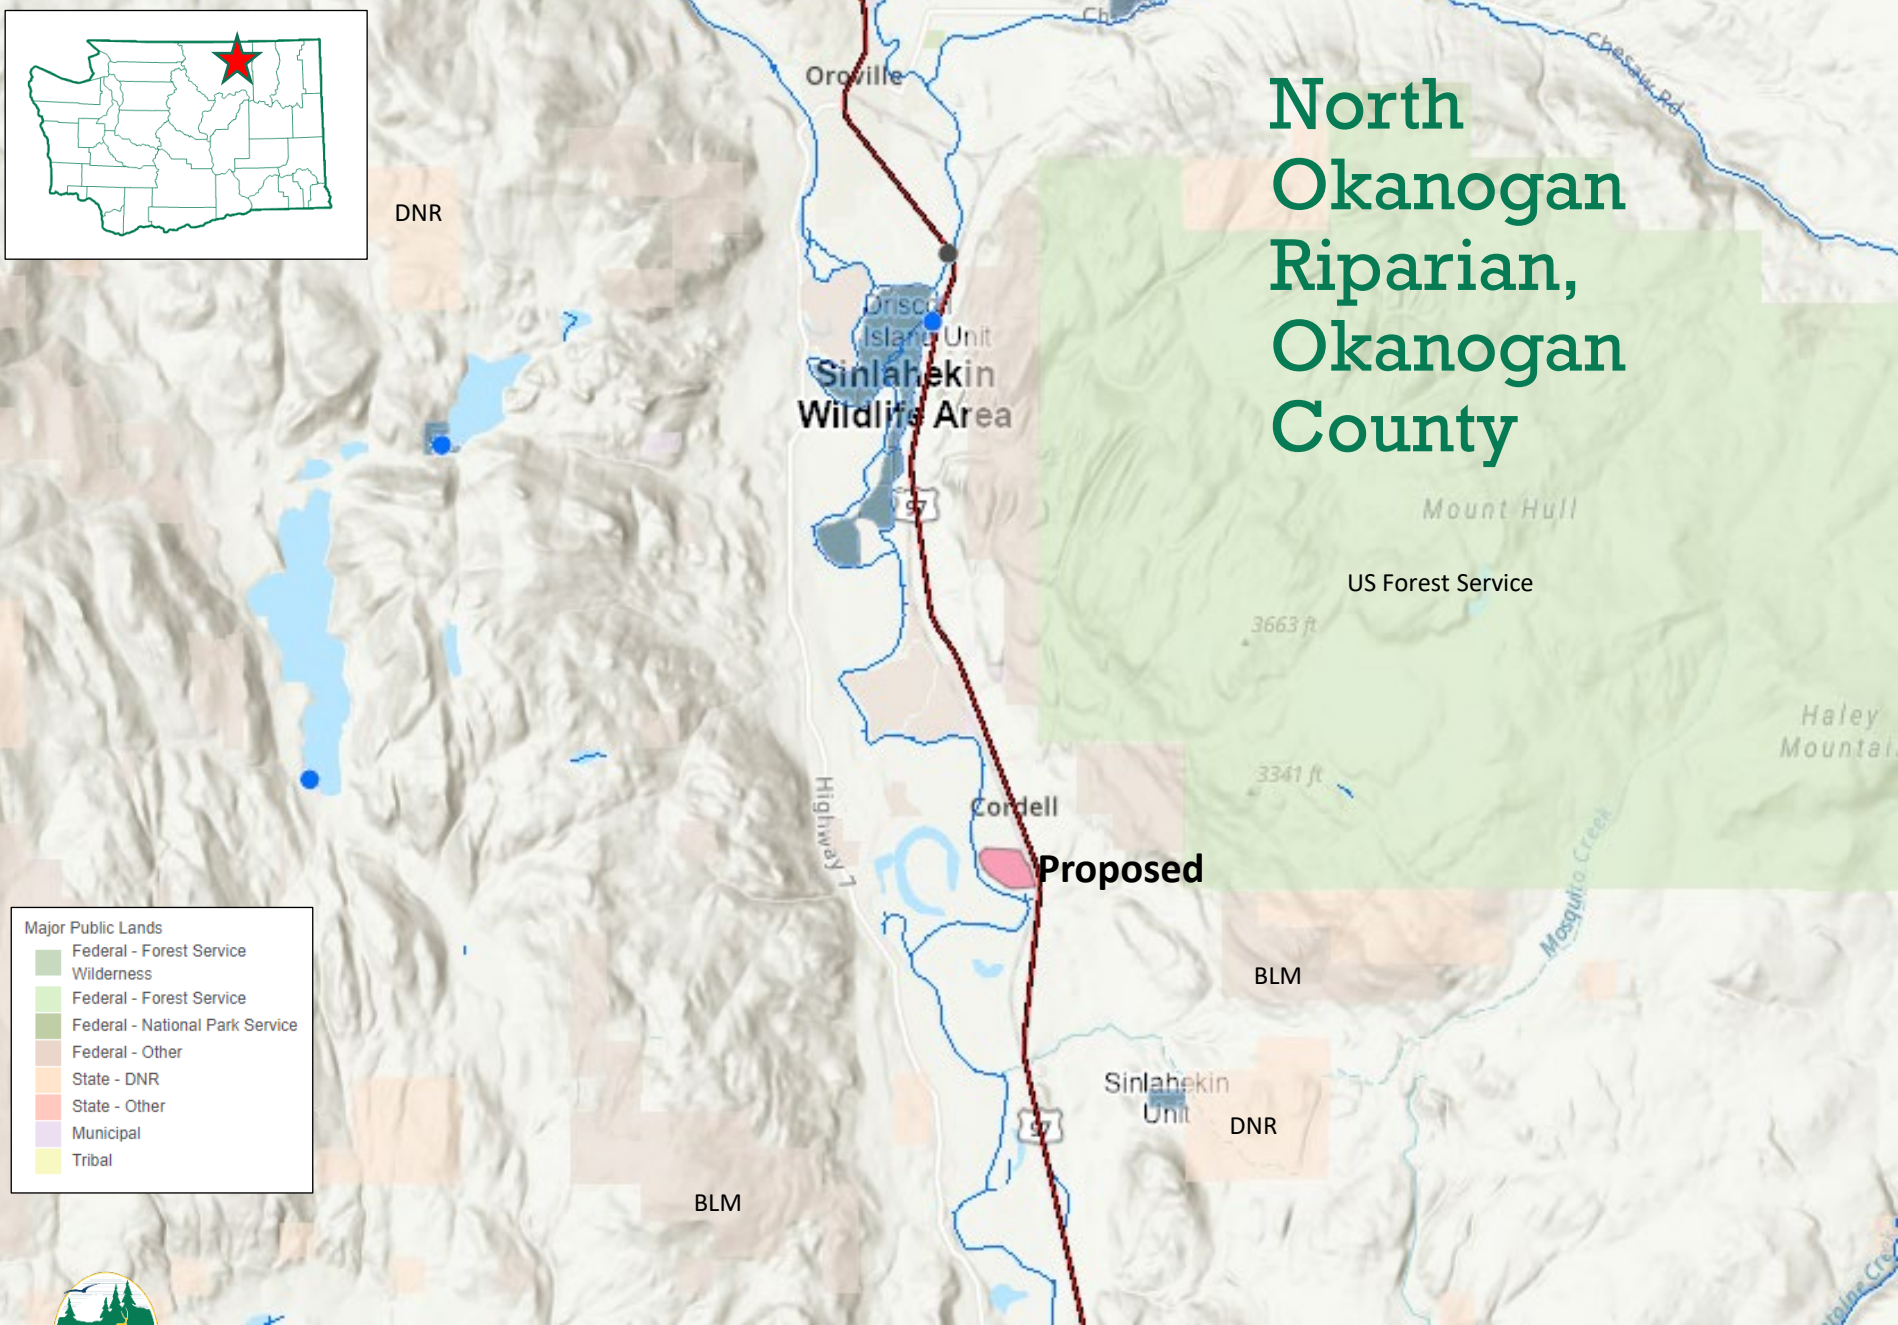 North
Okanogan
Riparian,
Okanogan
County
Chesaw Rd
Oroville
DNR
Island Unit
Sinlahekin
Wildlife Area
97
Mount Hull
US Forest Service
3663 ft
Haley
3341 ft
Highway 7
Cordell
Proposed
Mosquito Creek
BLM
Sinlahekin
Unit
DNR
97
BLM
Major Public Lands
Federal - Forest Service
Wilderness
Federal - Forest Service
Federal - National Park Service
Federal - Other
State - DNR
State - Other
Municipal
Tribal